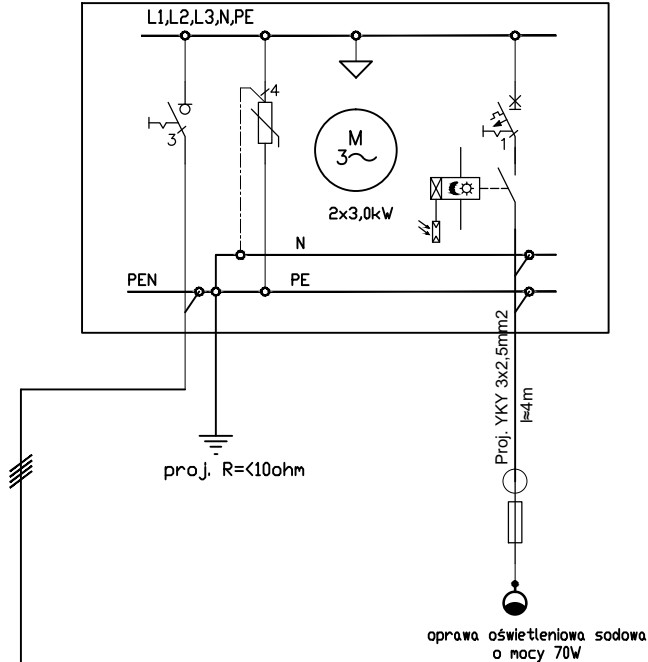 L1,L2,L3,N,PE
4
3
1
M
3~
2x3,0kW
N
PEN
PE
Proj. YKY 3x2,5mm2
l≈4m
proj. R=<10ohm
oprawa oświetleniowa sodowa
o mocy 70W